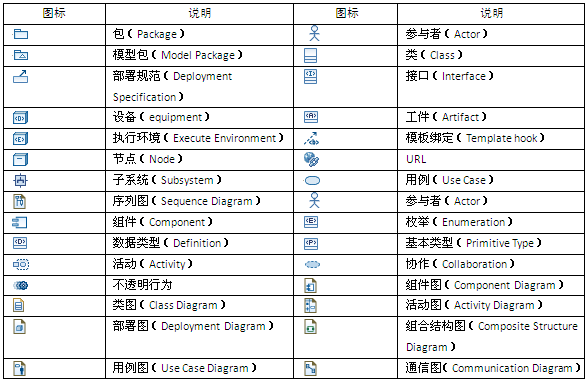 图标 说明 图标 说明
包（Package） 参与者（Actor）
模型包（Model Package） 类（Class）
部署规范（Deployment 接口（Interface）
Specification）
设备（equipment） 工件（Artifact）
执行环境（Execute Environment） 模板绑定（Template hook）
节点（Node） URL
子系统（Subsystem） 用例（Use Case）
序列图（Sequence Diagram） 参与者（Actor）
组件（Component） 枚举（Enumeration）
数据类型（Definition） 基本类型（Primitive Type）
活动（Activity） 协作（Collaboration）
不透明行为 组件图（Component Diagram）
类图（Class Diagram） 活动图（Activity Diagram）
部署图（Deployment Diagram） 组合结构图（Composite Structure
Diagram）
用例图（Use Case Diagram） 通信图（Communication Diagram）